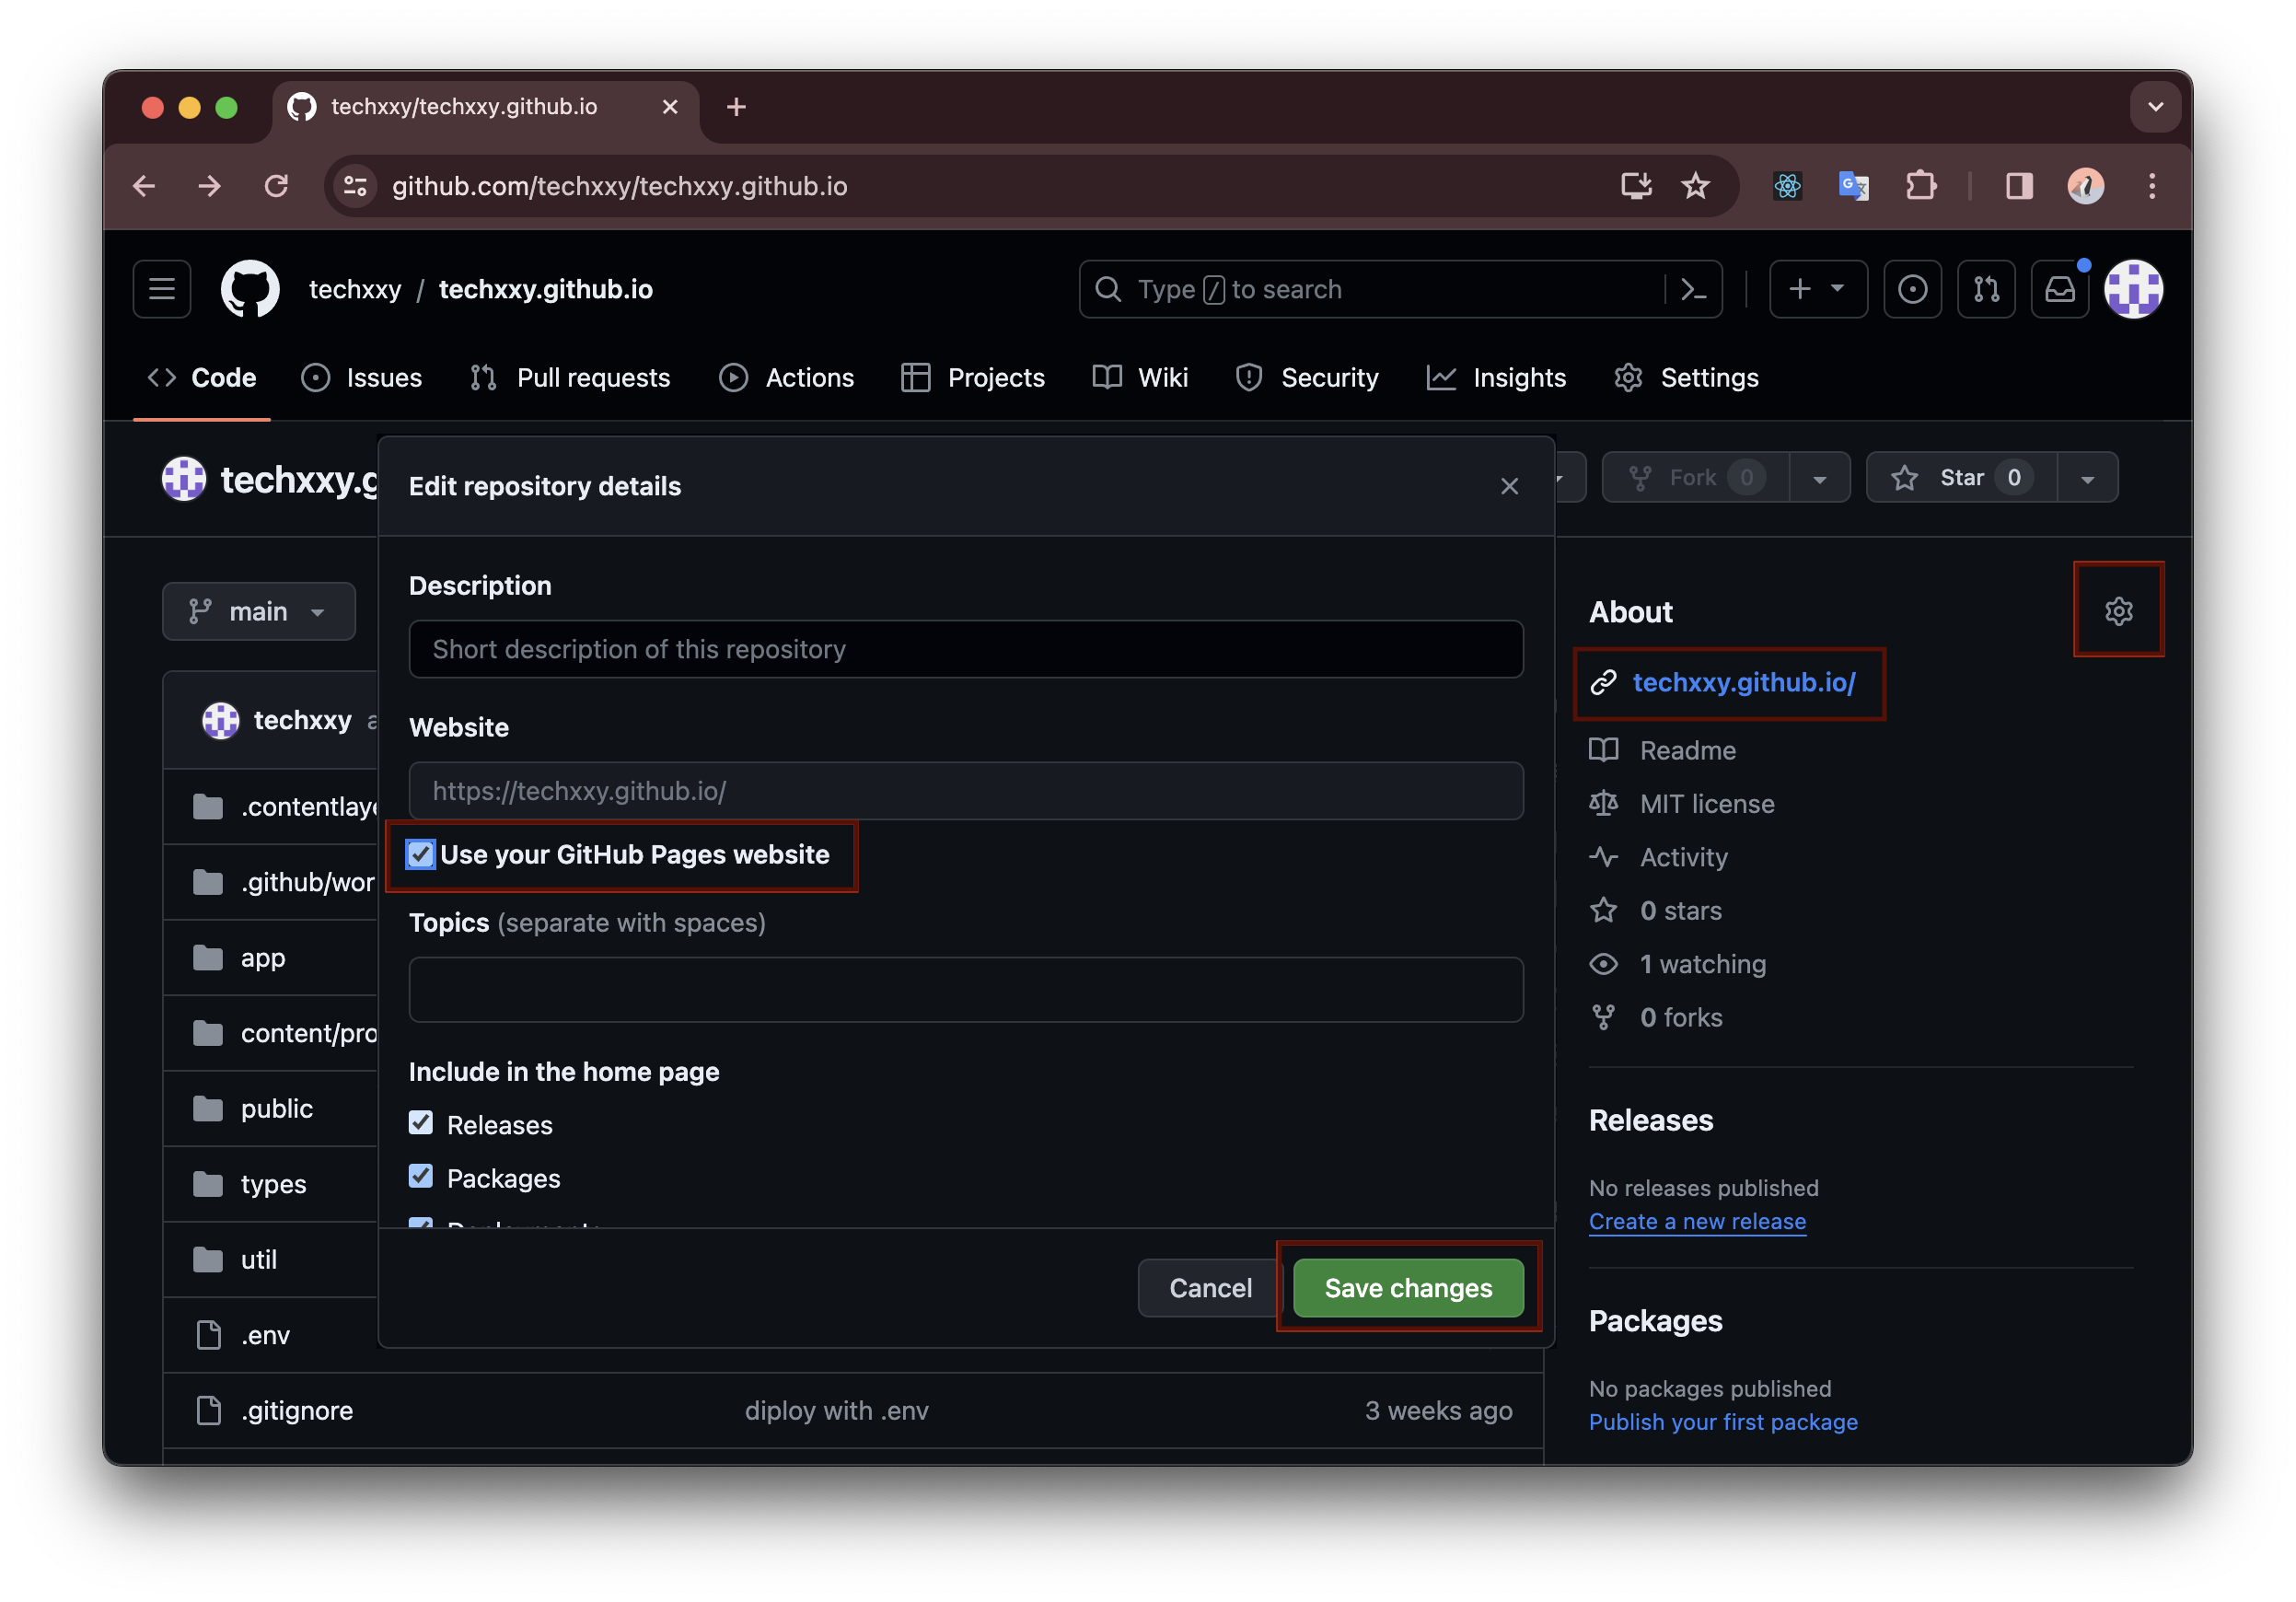 techxxy/techxxy.github.io
github.com/techxxy/techxxy.github.io
techxxy / techxxy.github.io
Type / to search
Code
Issues
Pull requests
Actions
Projects
Wiki
Security
Insights
Settings
techxxy.g
Fork 0
Star 0
Edit repository details
Description
Short description of this repository
Website
https://techxxy.github.io/
Use your GitHub Pages website
Topics (separate with spaces)
Include in the home page
Releases
Packages
Deployments
Cancel
Save changes
main
techxxy a
.contentlaye
.github/wor
app
content/pro
public
types
util
.env
.gitignore
diploy with .env
3 weeks ago
About
techxxy.github.io/
Readme
MIT license
Activity
0 stars
1 watching
0 forks
Releases
No releases published
Create a new release
Packages
No packages published
Publish your first package